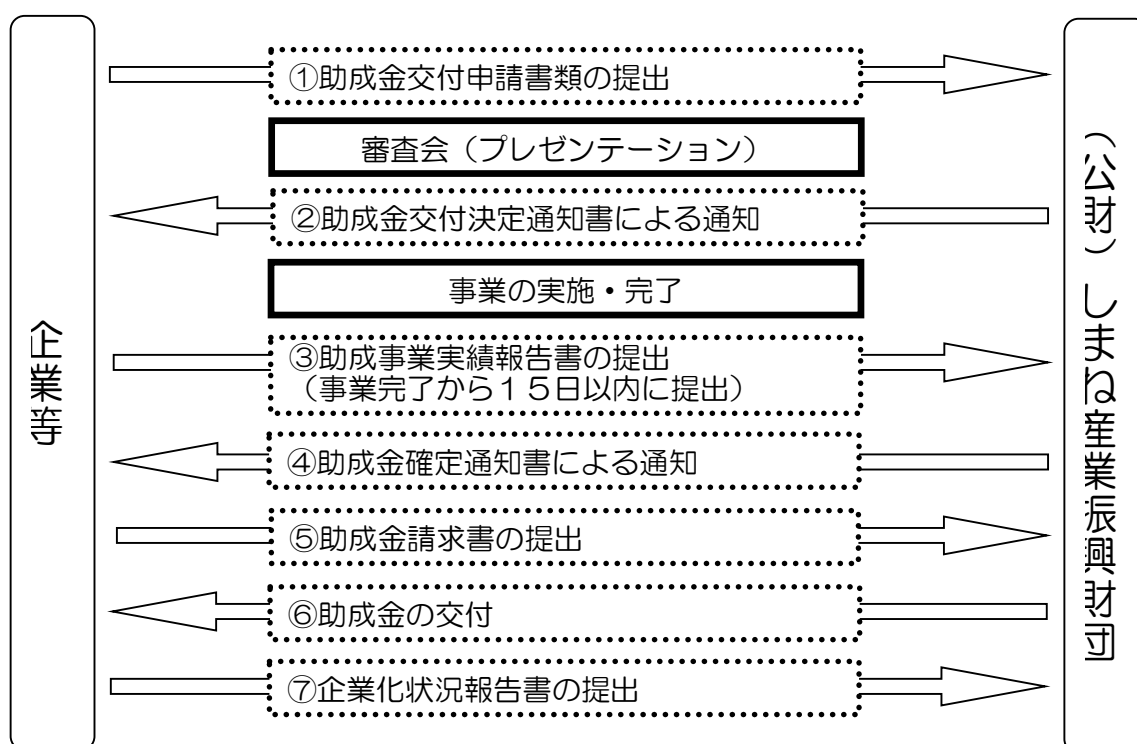 企業等
①助成金交付申請書類の提出
審査会(プレゼンテーション)
②助成金交付決定通知書による通知
事業の実施・完了
③助成事業実績報告書の提出
(事業完了から15日以内に提出)
④助成金確定通知書による通知
⑤助成金請求書の提出
⑥助成金の交付
⑦企業化状況報告書の提出
(公財)しまね産業振興財団